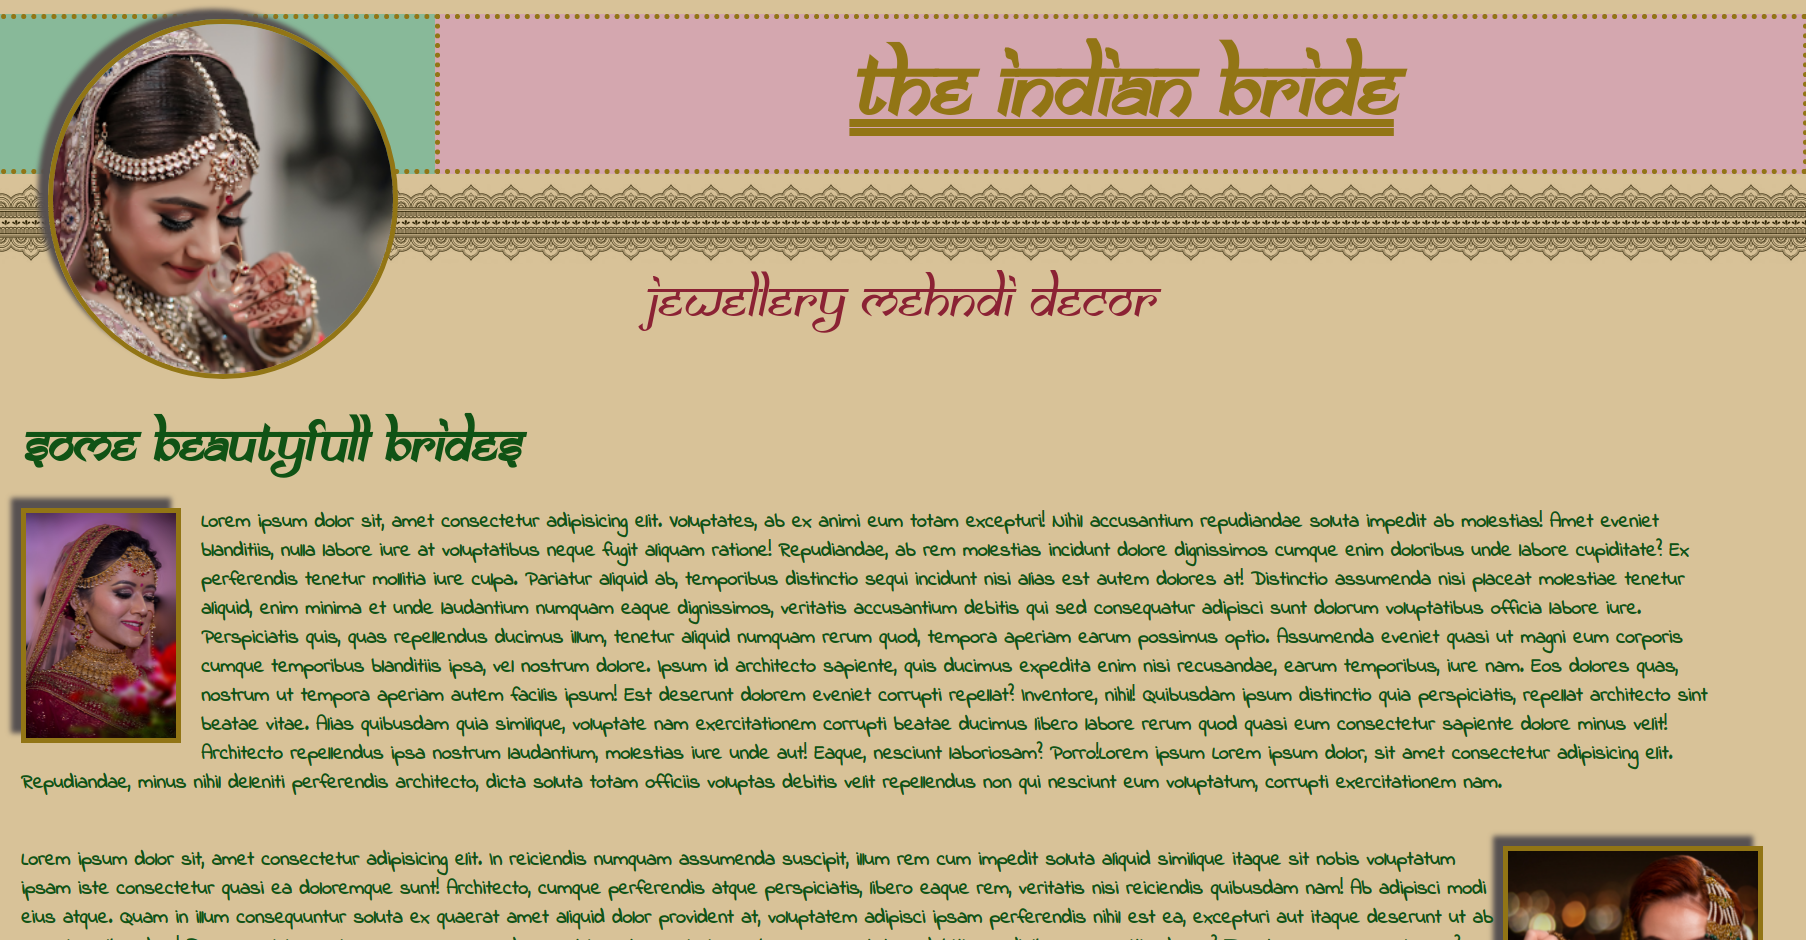 the indian bride
jewellery mehndi decor
some beautyfull brides
Lorem ipsum dolor sit, amet consectetur adipisicing elit. Voluptates, ab ex animi eum totam excepturi! Nihil accusantium repudiandae soluta impedit ab molestias! Amet eveniet
blanditiis, nulla labore iure at voluptatibus neque fugit aliquam ratione! Repudiandae, ab rem molestias incidunt dolore dignissimos cumque enim doloribus unde labore cupiditate? Ex
perferendis tenetur mollitia iure culpa. Pariatur aliquid ab, temporibus distinctio sequi incidunt nisi alias est autem dolores at! Distinctio assumenda nisi placeat molestiae tenetur
aliquid, enim minima et unde laudantium numquam eaque dignissimos, veritatis accusantium debitis qui sed consequatur adipisci sunt dolorum voluptatibus officia labore iure.
Perspiciatis quis, quas repellendus ducimus illum, tenetur aliquid numquam rerum quod, tempora aperiam earum possimus optio. Assumenda eveniet quasi ut magni eum corporis
cumque temporibus blanditiis ipsa, vel nostrum dolore. Ipsum id architecto sapiente, quis ducimus expedita enim nisi recusandae, earum temporibus, iure nam. Eos dolores quas,
nostrum ut tempora aperiam autem facilis ipsum! Est deserunt dolorem eveniet corrupti repellat? Inventore, nihil! Quibusdam ipsum distinctio quia perspiciatis, repellat architecto sint
beatae vitae. Alias quibusdam quia similique, voluptate nam exercitationem corrupti beatae ducimus libero labore rerum quod quasi eum consectetur sapiente dolore minus velit!
Architecto repellendus ipsa nostrum laudantium, molestias iure unde aut! Eaque, nesciunt laboriosam? Porro!Lorem ipsum Lorem ipsum dolor, sit amet consectetur adipisicing elit.
Repudiandae, minus nihil deleniti perferendis architecto, dicta soluta totam officiis voluptas debitis velit repellendus non qui nesciunt eum voluptatum, corrupti exercitationem nam.
Lorem ipsum dolor sit, amet consectetur adipisicing elit. In reiciendis numquam assumenda suscipit, illum rem cum impedit soluta aliquid similique itaque sit nobis voluptatum
ipsam iste consectetur quasi ea doloremque sunt! Architecto, cumque perferendis atque perspiciatis, libero eaque rem, veritatis nisi reiciendis quibusdam nam! Ab adipisci modi
eius atque. Quam in illum consequuntur soluta ex quaerat amet aliquid dolor provident at, voluptatem adipisci ipsam perferendis nihil est ea, excepturi aut itaque deserunt ut ab